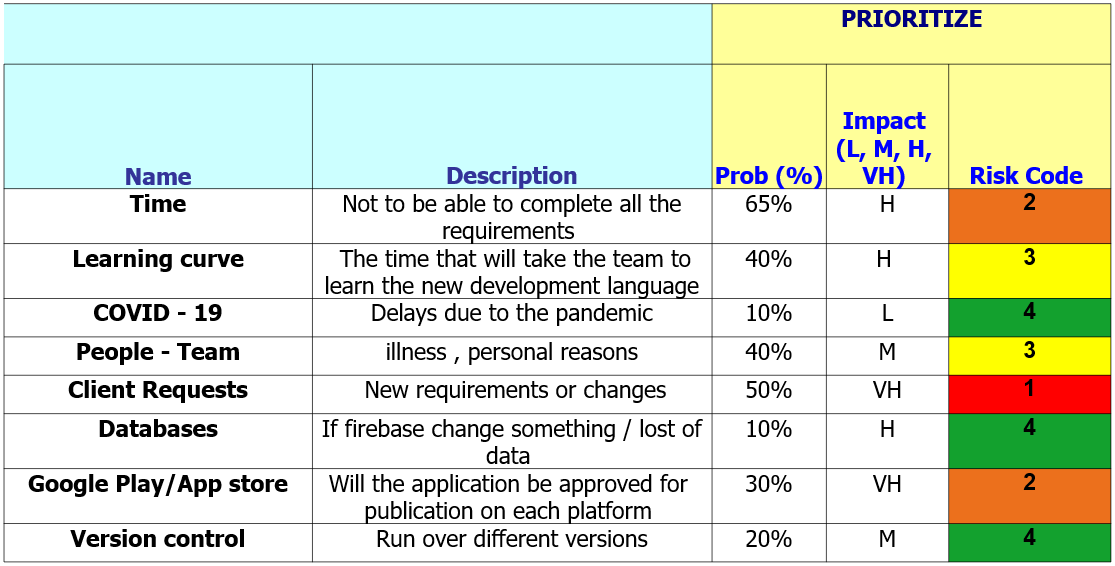 PRIORITIZE
Name
Description
Prob (%)
Impact
(L, M, H,
VH)
Risk Code
Time
Not to be able to complete all the
requirements
65%
H
2
Learning curve
The time that will take the team to
learn the new development language
40%
H
3
COVID - 19
Delays due to the pandemic
10%
L
4
People - Team
illness , personal reasons
40%
M
3
Client Requests
New requirements or changes
50%
VH
1
Databases
If firebase change something / lost of
data
10%
H
4
Google Play/App store
Will the application be approved for
publication on each platform
30%
VH
2
Version control
Run over different versions
20%
M
4